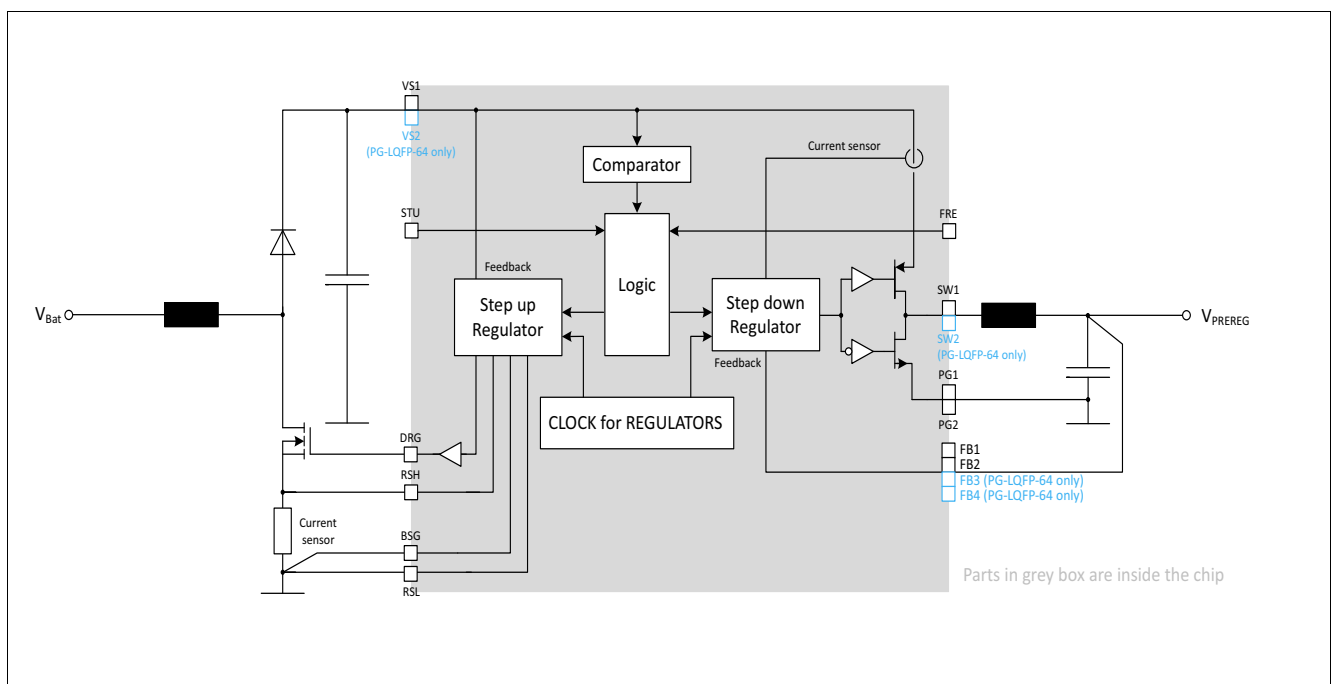 VS1
VS2
(PG-LQFP-64 only)
Comparator
Current sensor
STU
FRE
Feedback
Logic
Step up
Regulator
Step down
Regulator
SW1
SW2
(PG-LQFP-64 only)
V_Bat
V_PREREG
Feedback
PG1
PG2
CLOCK for REGULATORS
DRG
RSH
FB1
FB2
FB3 (PG-LQFP-64 only)
FB4 (PG-LQFP-64 only)
Current
sensor
BSG
RSL
Parts in grey box are inside the chip